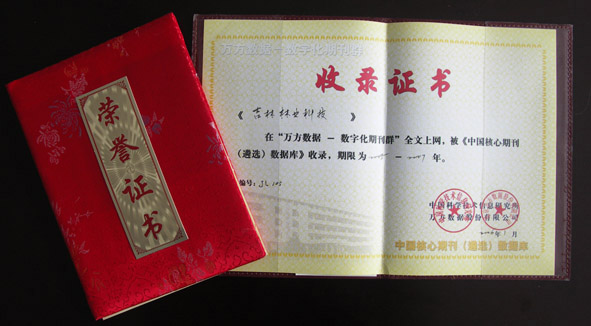 荣誉证书
万方数据—数字化期刊群
收录证书
《 吉林林业科技 》
在“万方数据 — 数字化期刊群”全文上网，被《中国核心期刊
（遴选）数据库》收录，期限为 — 年。
编号：JL
中国科学技术信息研究所
万方数据股份有限公司
年 月
中国核心期刊（遴选）数据库